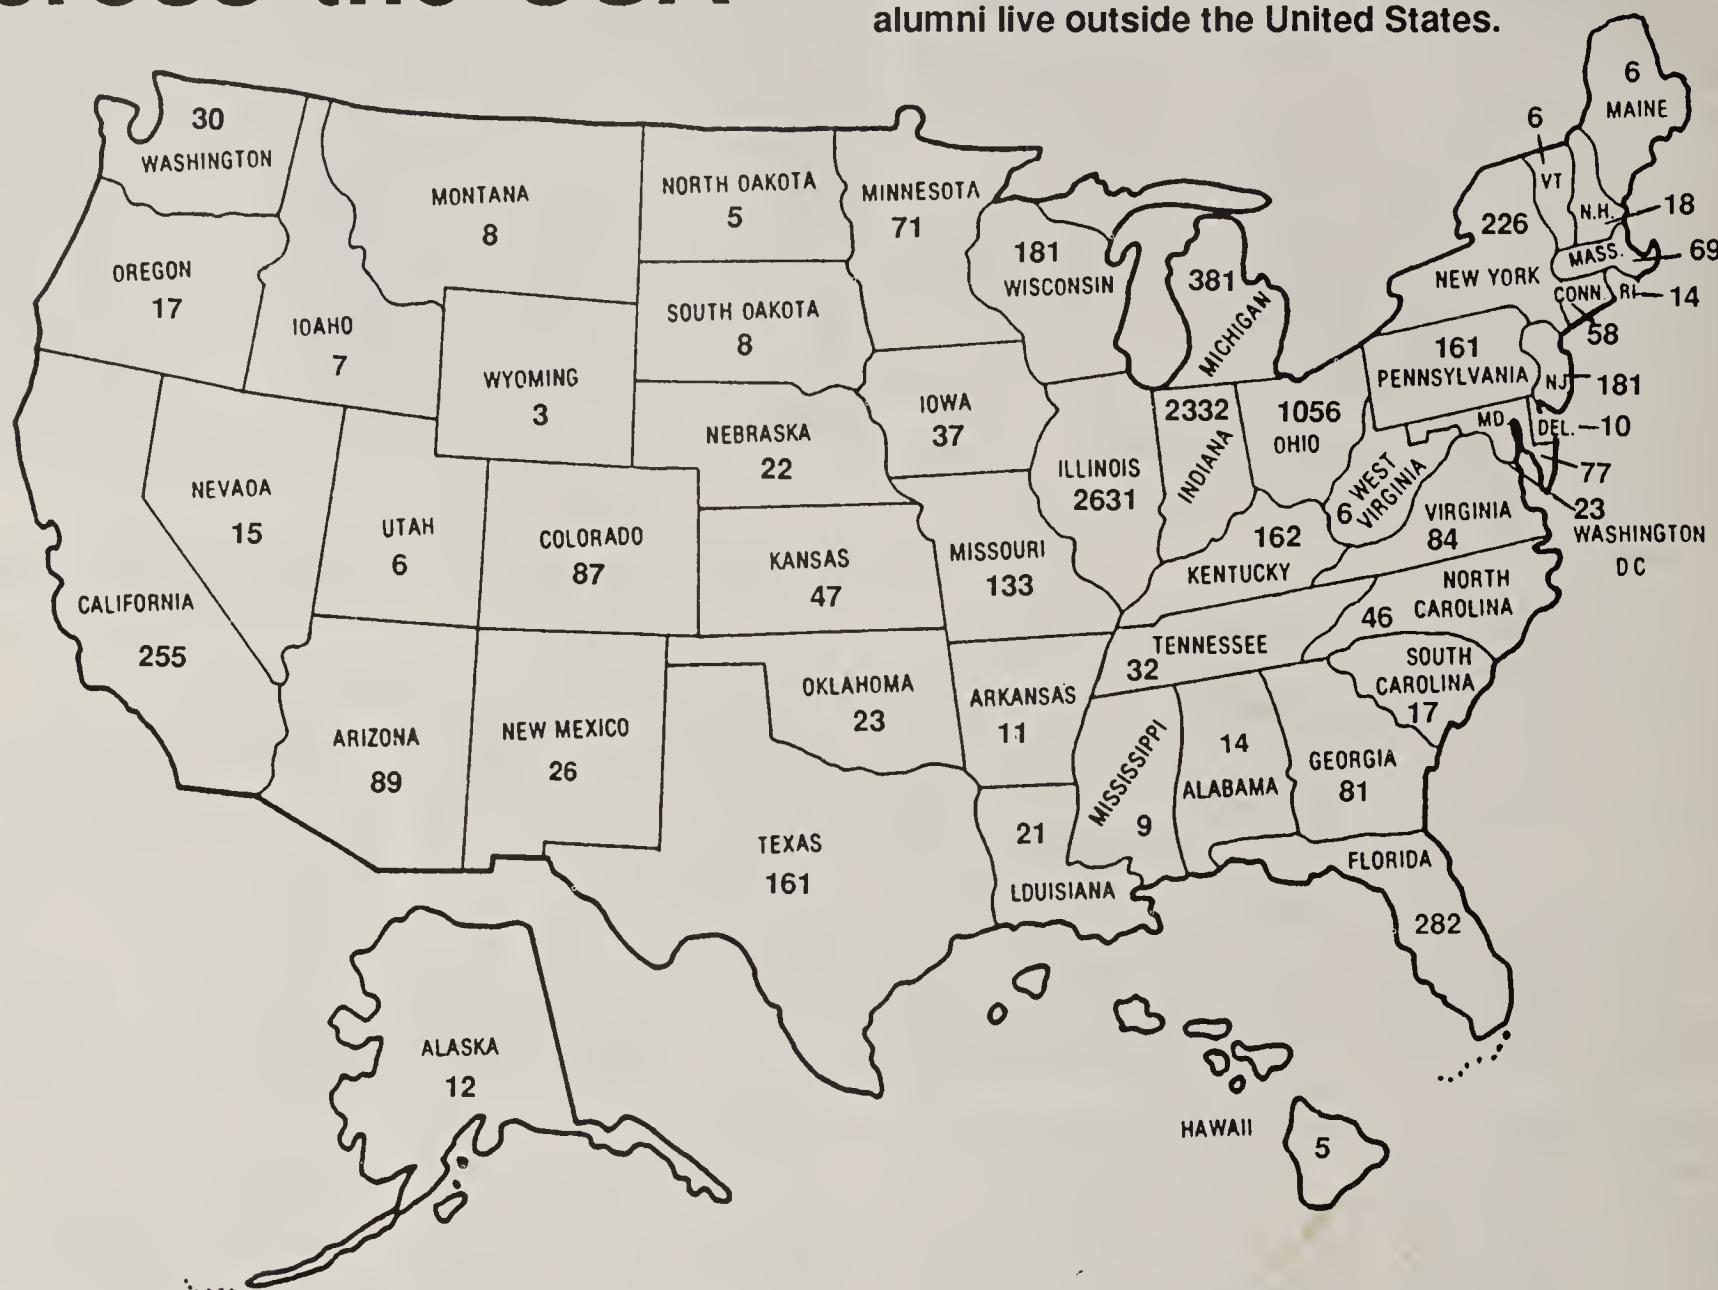 alumni live outside the United States.
30
WASHINGTON
OREGON
17
CALIFORNIA
255
NEVAOA
15
IOAHO
7
MONTANA
8
WYOMING
3
UTAH
6
COLORADO
87
ARIZONA
89
NEW MEXICO
26
NORTH OAKOTA
5
SOUTH OAKOTA
8
NEBRASKA
22
KANSAS
47
OKLAHOMA
23
TEXAS
161
MINNESOTA
71
IOWA
37
MISSOURI
133
ARKANSAS
11
21
LDUISIANA
181
WISCONSIN
ILLINOIS
2631
381
MICHIGAN
2332
INDIANA
1056
OHIO
162
KENTUCKY
TENNESSEE
32
MISSISSIPPI
9
14
ALABAMA
GEORGIA
81
FLORIDA
282
SOUTH
CAROLINA
17
NORTH
CAROLINA
46
VIRGINIA
84
WEST
VIRGINIA
6
161
PENNSYLVANIA
226
NEW YORK
6
VT
6
MAINE
N.H.
18
MASS.
69
CONN.
58
RI
14
NJ
181
DEL.
10
MD.
77
23
WASHINGTON
DC
ALASKA
12
HAWAII
5